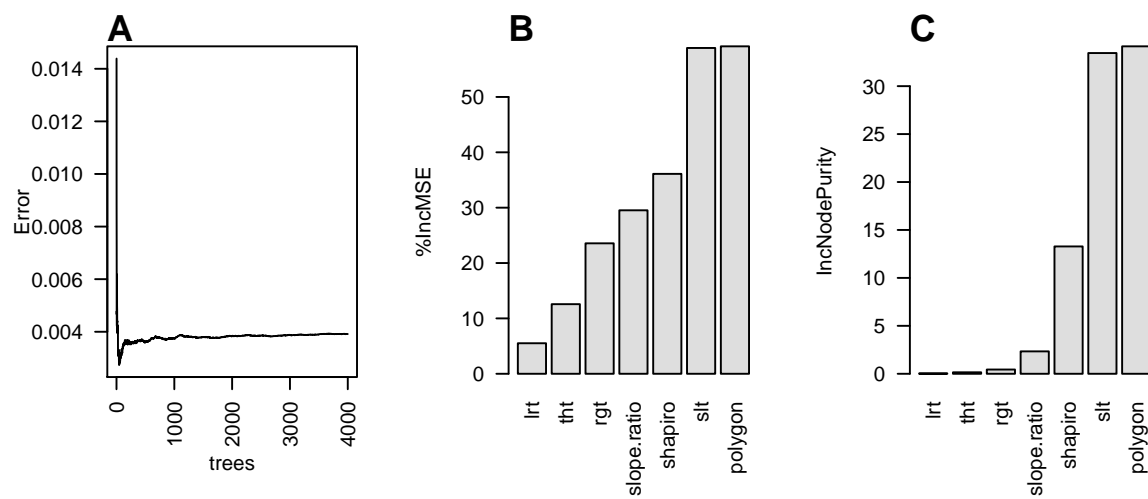 A
0.014
0.012
0.010
0.008
0.006
0.004
Error
0
1000
2000
3000
4000
trees
B
50
40
30
20
10
0
%IncMSE
lrt
tht
rgt
slope.ratio
shapiro
slt
polygon
C
30
25
20
15
10
5
0
IncNodePurity
lrt
tht
rgt
slope.ratio
shapiro
slt
polygon